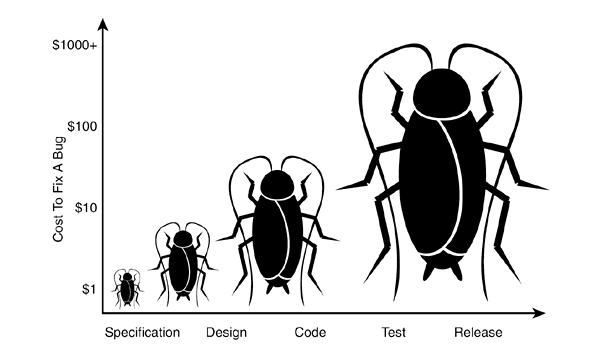 $1000+
$100
$10
$1
Cost To Fix A Bug
Specification Design Code Test Release